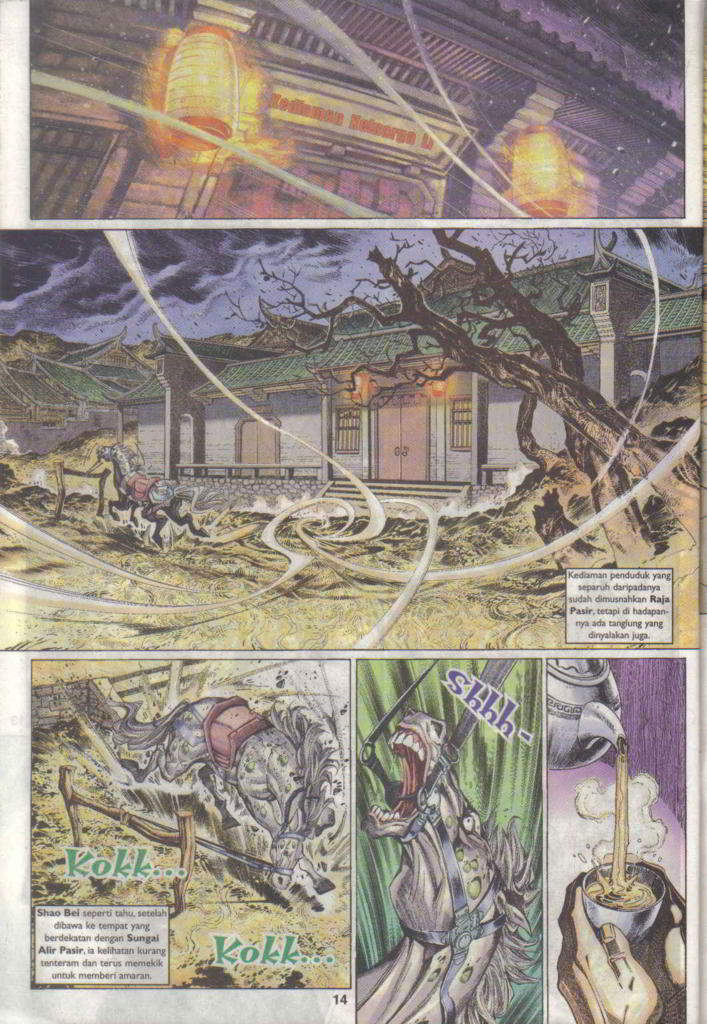 Kediaman Keluarga Li
Kediaman penduduk yang
separuh daripadanya
sudah dimusnahkan Raja
Pasir, tetapi di hadapan-
nya ada tanglung yang
dinyalakan juga.
Kokk...
Shao Bei seperti tahu, setelah
dibawa ke tempat yang
berdekatan dengan Sungai
Alir Pasir, ia kelihatan kurang
tenteram dan terus memekik
untuk memberi amaran.
Kokk...
shhh-
14